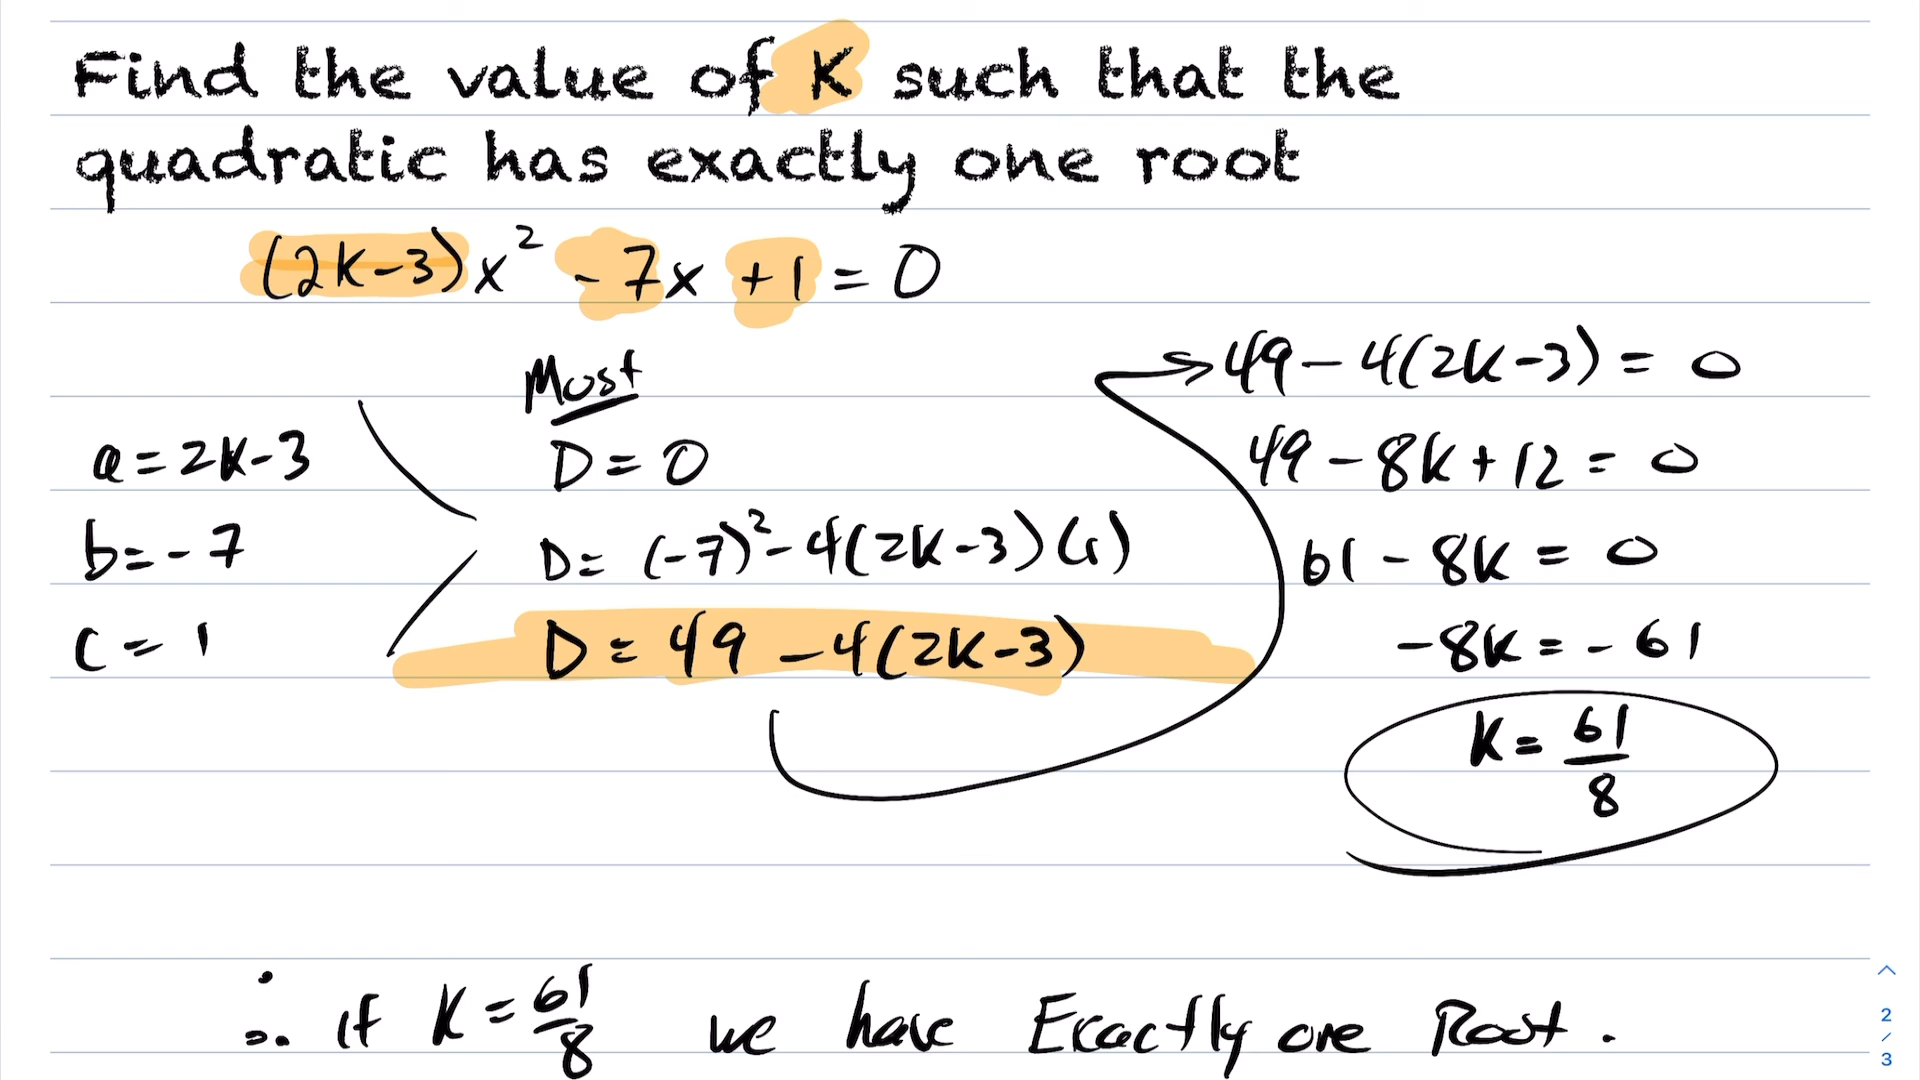 Find the value of K such that the
quadratic has exactly one root
(2K-3)x² - 7x + 1 = 0
Must
D = 0
a = 2K-3
b = -7
c = 1
D = (-7)² - 4(2K-3)(1)
D = 49 - 4(2K-3)
49 - 4(2K-3) = 0
49 - 8K + 12 = 0
61 - 8K = 0
-8K = -61
K = 61/8
∴ if K = 61/8 we have Exactly one Root.
2
/
3